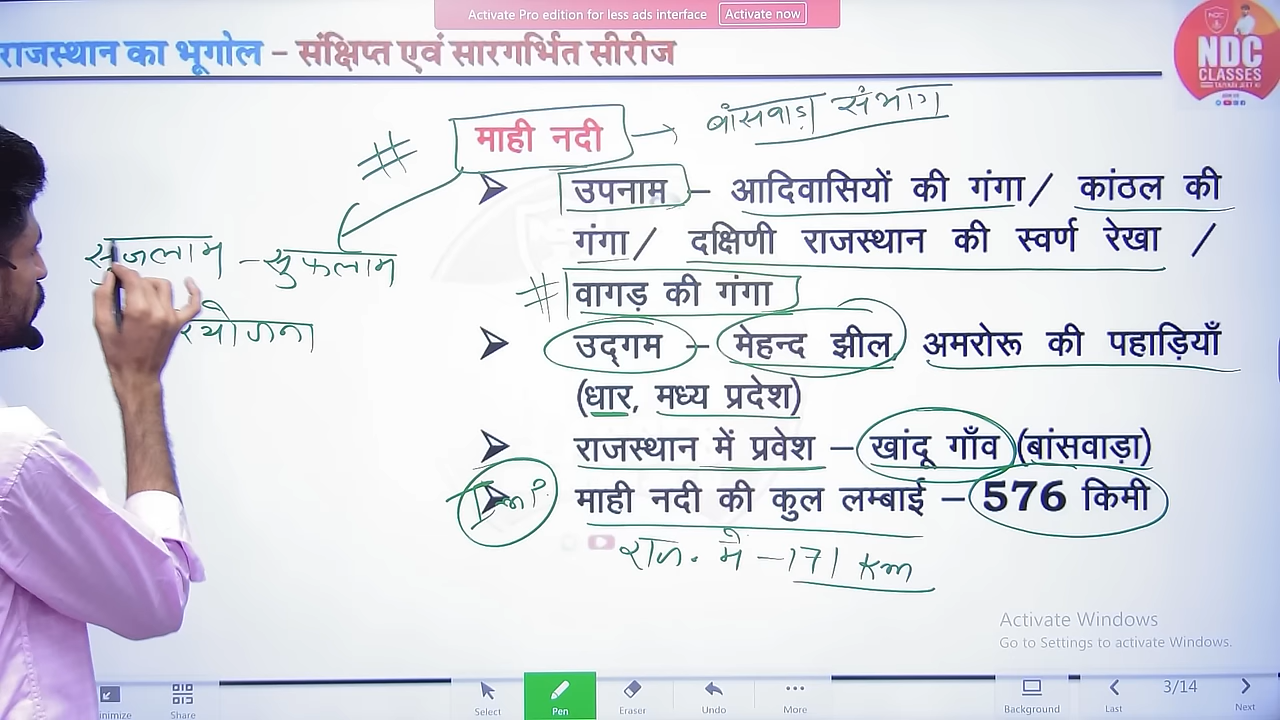 Activate Pro edition for less ads interface Activate now
राजस्थान का भूगोल – संक्षिप्त एवं सारगर्भित सीरीज
NDC
CLASSES
# माही नदी → बांसवाड़ा संभाग
➤ उपनाम – आदिवासियों की गंगा/ कांठल की
गंगा/ दक्षिणी राजस्थान की स्वर्ण रेखा /
# वागड़ की गंगा
सुजलाम – सुफलाम
रयोजना
➤ उद्गम – मेहन्द झील, अमरोरू की पहाड़ियाँ
(धार, मध्य प्रदेश)
➤ राजस्थान में प्रवेश – खांदू गाँव (बांसवाड़ा)
Imp. माही नदी की कुल लम्बाई – 576 किमी
राज. में – 171 km
Activate Windows
Go to Settings to activate Windows.
inimize Share Select Pen Eraser Undo More Background Last 3/14 Next